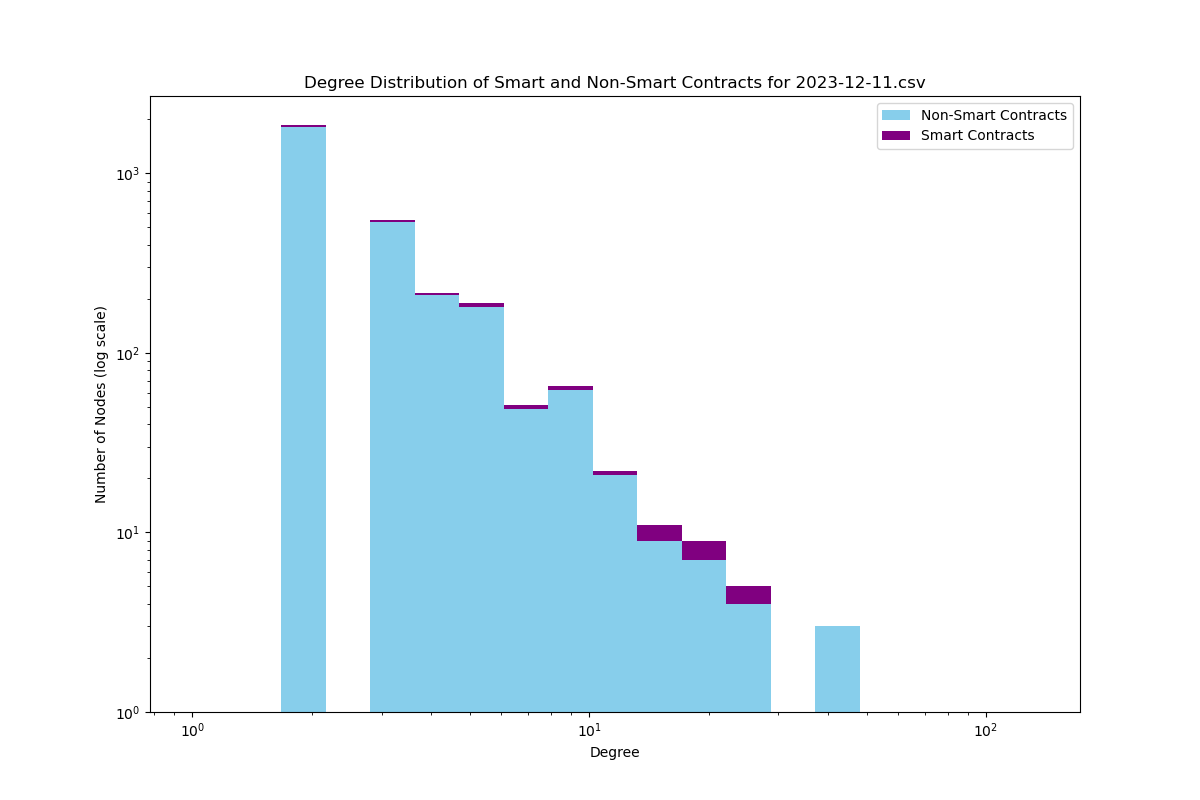 Degree Distribution of Smart and Non-Smart Contracts for 2023-12-11.csv
Non-Smart Contracts
Smart Contracts
Number of Nodes (log scale)
10³
10²
10¹
10⁰
10⁰ 10¹ 10²
Degree